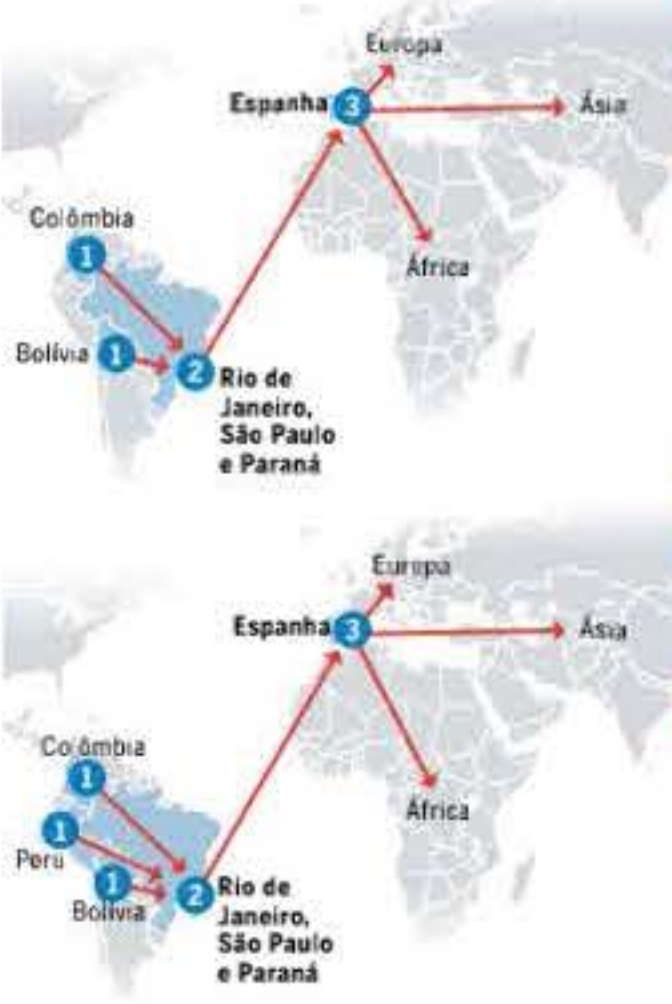 Europa
Espanha 3
Ásia
Colômbia
1
África
Bolívia 1
2 Rio de
Janeiro,
São Paulo
e Paraná
Europa
Espanha 3
Ásia
Colômbia
1
1
Peru
África
1
Bolívia
2 Rio de
Janeiro,
São Paulo
e Paraná